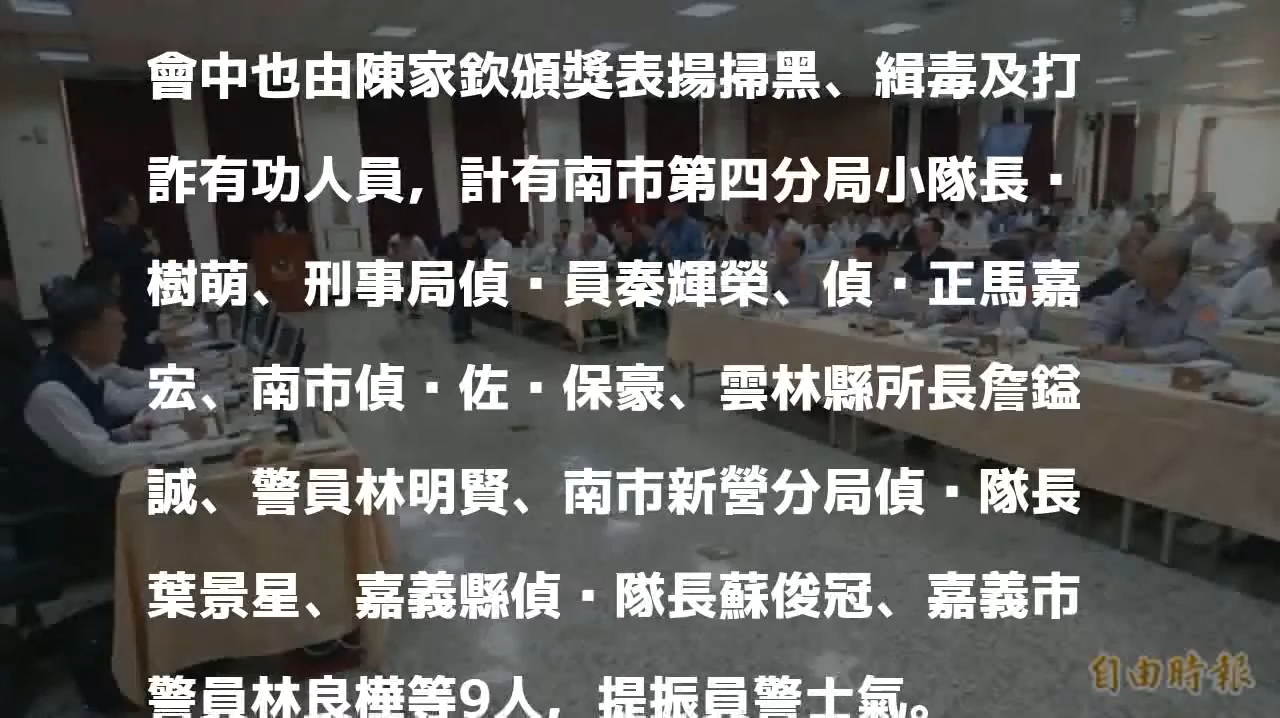 會中也由陳家欽頒獎表揚掃黑、緝毒及打
詐有功人員，計有南市第四分局小隊長▪
樹萌、刑事局偵▪員秦輝榮、偵▪正馬嘉
宏、南市偵▪佐▪保豪、雲林縣所長詹鎰
誠、警員林明賢、南市新營分局偵▪隊長
葉景星、嘉義縣偵▪隊長蘇俊冠、嘉義市
警員林良樺等9人，提振員警士氣。
自由時報